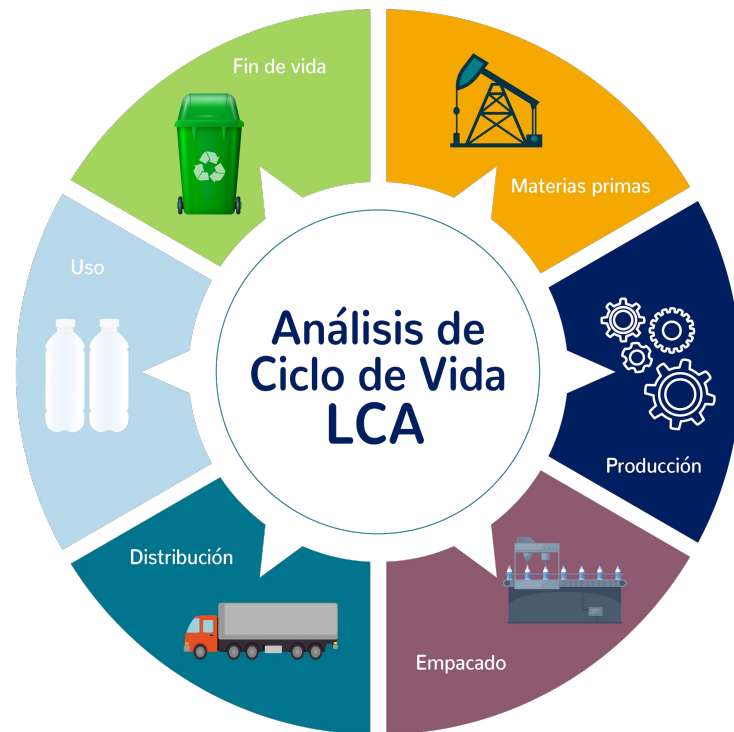 Fin de vida
Materias primas
Uso
Análisis de
Ciclo de Vida
LCA
Producción
Distribución
Empacado